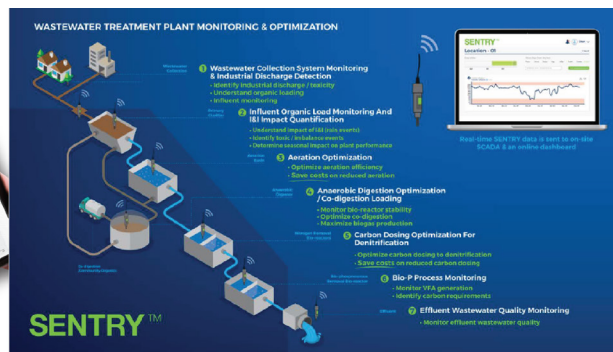 WASTEWATER TREATMENT PLANT MONITORING & OPTIMIZATION
1 Wastewater Collection System Monitoring
& Industrial Discharge Detection
• Identify industrial discharge / toxicity
• Understand organic loading
• Influent monitoring
2 Influent Organic Load Monitoring And
I&I Impact Quantification
• Understand impact of I&I (rain events)
• Identify toxic / imbalance events
• Determine seasonal impact on plant performance
3 Aeration Optimization
• Optimize aeration efficiency
• Save costs on reduced aeration
4 Anaerobic Digestion Optimization
/Co-digestion Loading
• Monitor bio-reactor stability
• Optimize co-digestion
• Maximize biogas production
5 Carbon Dosing Optimization For
Denitrification
• Optimize carbon dosing to denitrification
• Save costs on reduced carbon dosing
6 Bio-P Process Monitoring
• Monitor VFA generation
• Identify carbon requirements
7 Effluent Wastewater Quality Monitoring
• Monitor effluent wastewater quality
SENTRY
Location - 01
Real-time SENTRY data is sent to on-site
SCADA & an online dashboard
SENTRY™